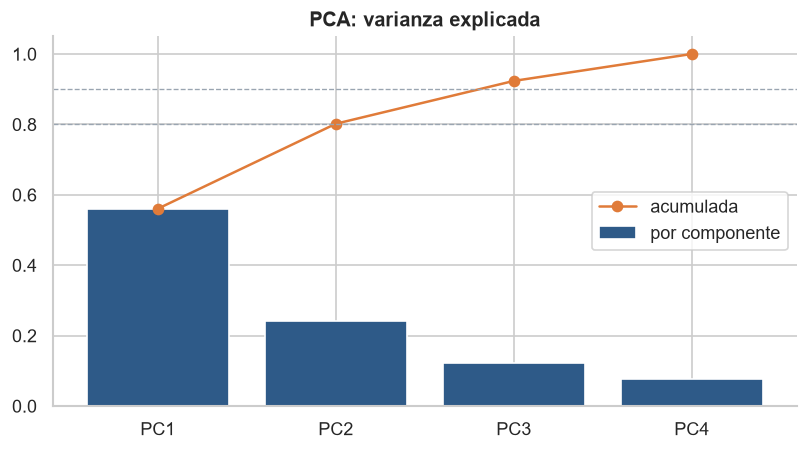 PCA: varianza explicada
1.0
0.8
0.6
0.4
0.2
0.0
acumulada
por componente
PC1 PC2 PC3 PC4